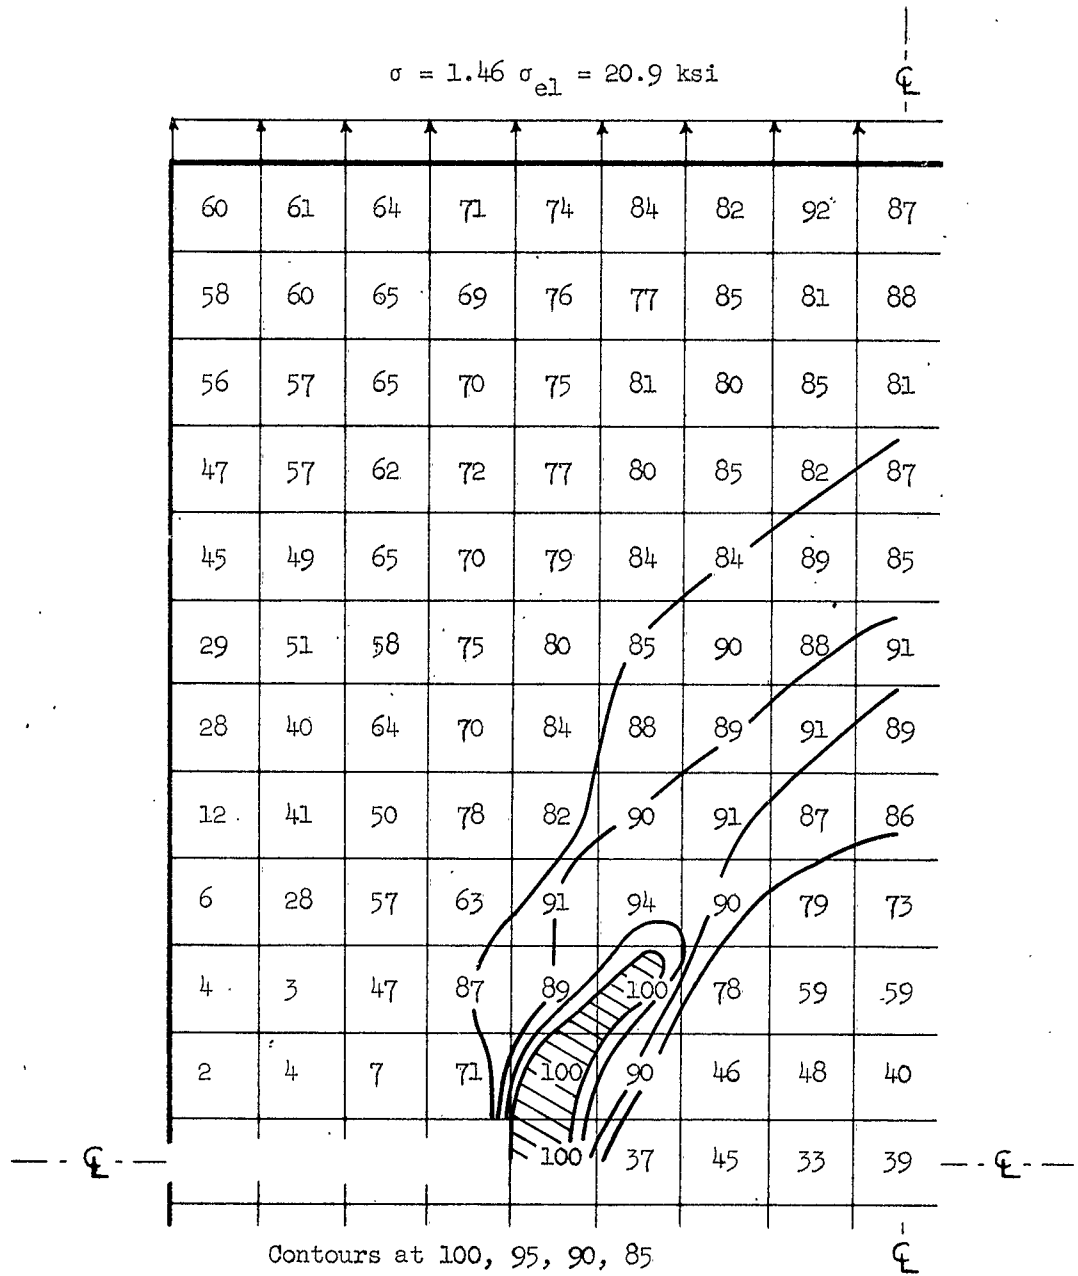 σ = 1.46 σel = 20.9 ksi
℄
60 61 64 71 74 84 82 92 87
58 60 65 69 76 77 85 81 88
56 57 65 70 75 81 80 85 81
47 57 62 72 77 80 85 82 87
45 49 65 70 79 84 84 89 85
29 51 58 75 80 85 90 88 91
28 40 64 70 84 88 89 91 89
12 41 50 78 82 90 91 87 86
6 28 57 63 91 94 90 79 73
4 3 47 87 89 100 78 59 59
2 4 7 71 100 90 46 48 40
℄ 100 37 45 33 39 ℄
Contours at 100, 95, 90, 85
℄